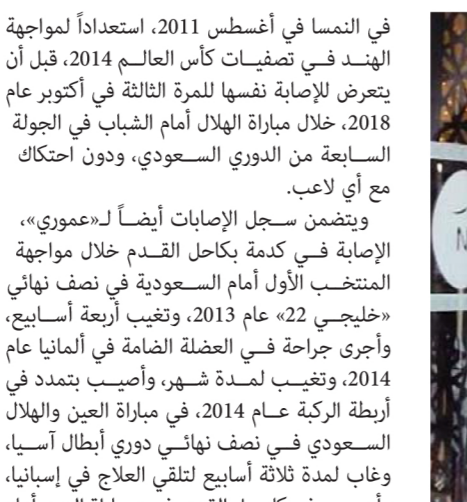 في النمسا في أغسطس 2011، استعداداً لمواجهة
الهند في تصفيات كأس العالم 2014، قبل أن
يتعرض للإصابة نفسها للمرة الثالثة في أكتوبر عام
2018، خلال مباراة الهلال أمام الشباب في الجولة
السابعة من الدوري السعودي، ودون احتكاك
مع أي لاعب.
ويتضمن سجل الإصابات أيضاً لـ«عموري»،
الإصابة في كدمة بكاحل القدم خلال مواجهة
المنتخب الأول أمام السعودية في نصف نهائي
«خليجي 22» عام 2013، وتغيب أربعة أسابيع،
وأجرى جراحة في العضلة الضامة في ألمانيا عام
2014، وتغيب لمدة شهر، وأصيب بتمدد في
أربطة الركبة عام 2014، في مباراة العين والهلال
السعودي في نصف نهائي دوري أبطال آسيا،
وغاب لمدة ثلاثة أسابيع لتلقي العلاج في إسبانيا،